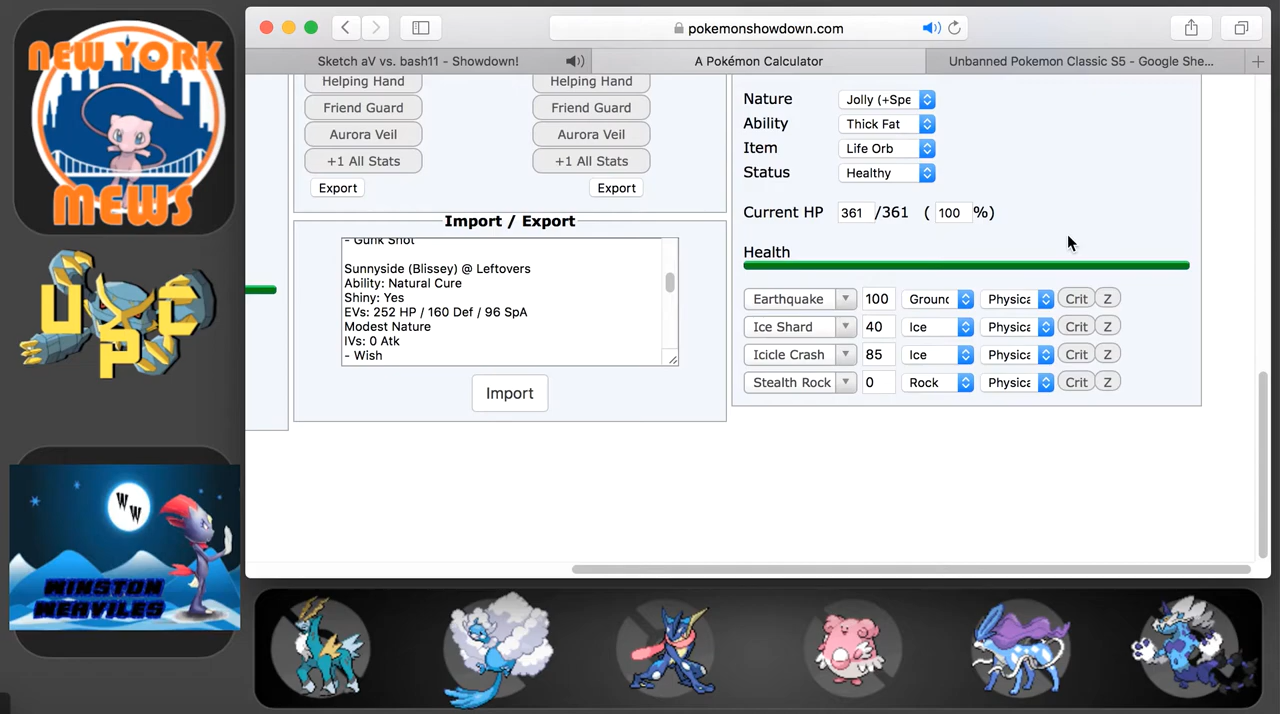 NEW YORK
MEWS
UPC
WW
WINSTON
WEAVILES
pokemonshowdown.com
Sketch aV vs. bash11 - Showdown!
A Pokémon Calculator
Unbanned Pokemon Classic S5 - Google She...
Helping Hand
Helping Hand
Friend Guard
Friend Guard
Aurora Veil
Aurora Veil
+1 All Stats
+1 All Stats
Export
Export
Import / Export
- Gunk Shot
Sunnyside (Blissey) @ Leftovers
Ability: Natural Cure
Shiny: Yes
EVs: 252 HP / 160 Def / 96 SpA
Modest Nature
IVs: 0 Atk
- Wish
Import
Nature Jolly (+Spe
Ability Thick Fat
Item Life Orb
Status Healthy
Current HP 361 /361 ( 100 %)
Health
Earthquake 100 Ground Physica Crit Z
Ice Shard 40 Ice Physica Crit Z
Icicle Crash 85 Ice Physica Crit Z
Stealth Rock 0 Rock Physica Crit Z